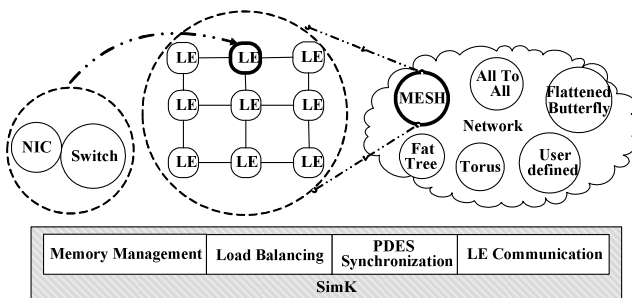 LE LE LE
LE LE LE
LE LE LE
NIC
Switch
MESH
All To
All
Flattened
Butterfly
Network
Fat
Tree
Torus
User
defined
Memory Management
Load Balancing
PDES
Synchronization
LE Communication
SimK